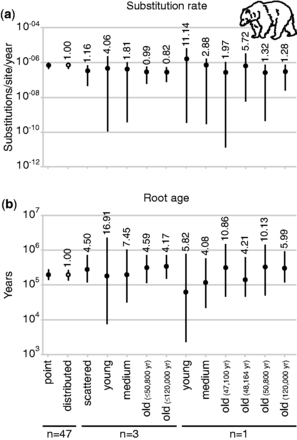 (a)
Substitution rate
Substitutions/site/year
10-04
10-06
10-08
10-10
10-12
1.00
1.16
4.06
1.81
0.99
0.82
11.14
2.88
1.97
5.72
1.32
1.28
(b)
Root age
Years
107
106
105
104
103
1.00
4.50
16.91
7.45
4.59
4.17
5.82
4.08
10.86
4.21
10.13
5.99
point
distributed
scattered
young
medium
old (≤50,800 yr)
old (≤120,000 yr)
young
medium
old (47,100 yr)
old (48,164 yr)
old (50,800 yr)
old (120,000 yr)
n=47
n=3
n=1